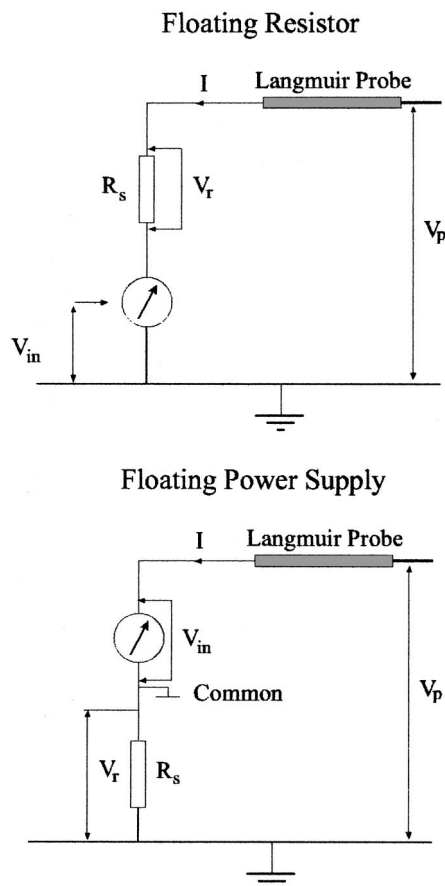 Floating Resistor
I
Langmuir Probe
R_s
V_r
V_p
V_in
Floating Power Supply
I
Langmuir Probe
V_in
Common
V_p
V_r
R_s